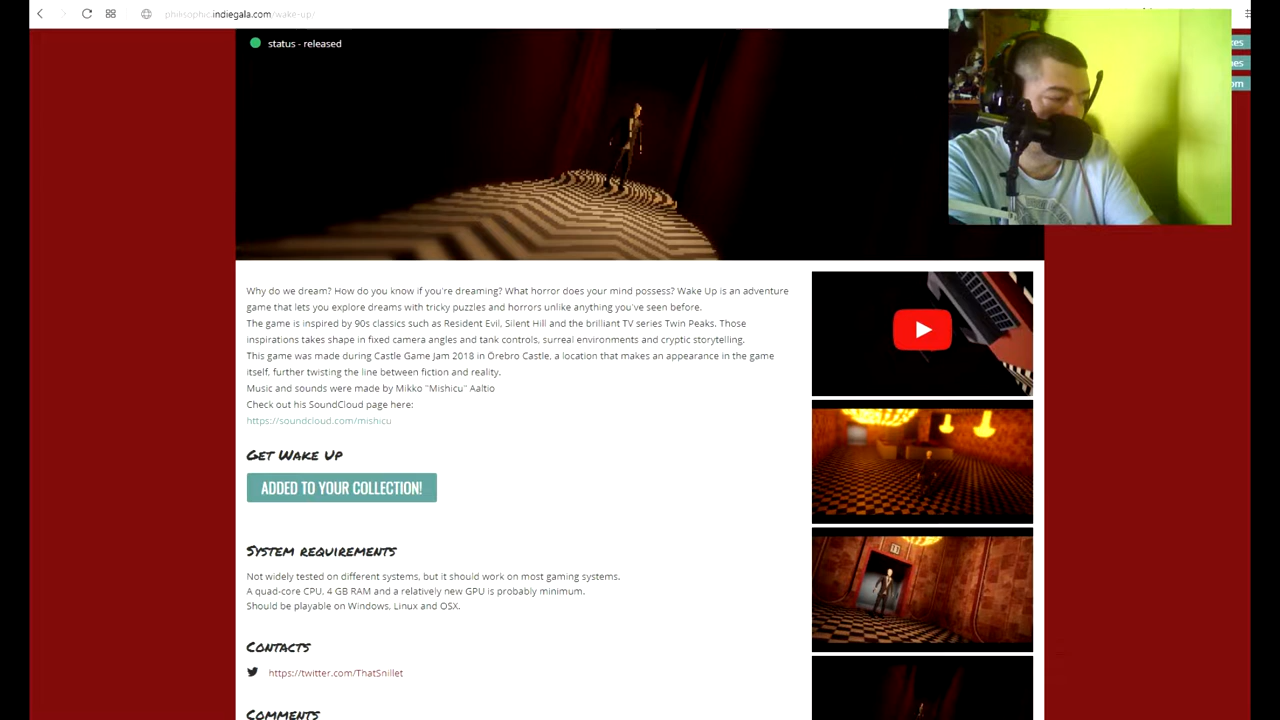 philisophic.indiegala.com/wake-up/
status - released
Why do we dream? How do you know if you're dreaming? What horror does your mind possess? Wake Up is an adventure
game that lets you explore dreams with tricky puzzles and horrors unlike anything you've seen before.
The game is inspired by 90s classics such as Resident Evil, Silent Hill and the brilliant TV series Twin Peaks. Those
inspirations takes shape in fixed camera angles and tank controls, surreal environments and cryptic storytelling.
This game was made during Castle Game Jam 2018 in Örebro Castle, a location that makes an appearance in the game
itself, further twisting the line between fiction and reality.
Music and sounds were made by Mikko "Mishicu" Aaltio
Check out his SoundCloud page here:
https://soundcloud.com/mishicu
Get Wake Up
ADDED TO YOUR COLLECTION!
System requirements
Not widely tested on different systems, but it should work on most gaming systems.
A quad-core CPU, 4 GB RAM and a relatively new GPU is probably minimum.
Should be playable on Windows, Linux and OSX.
Contacts
https://twitter.com/ThatSnillet
Comments